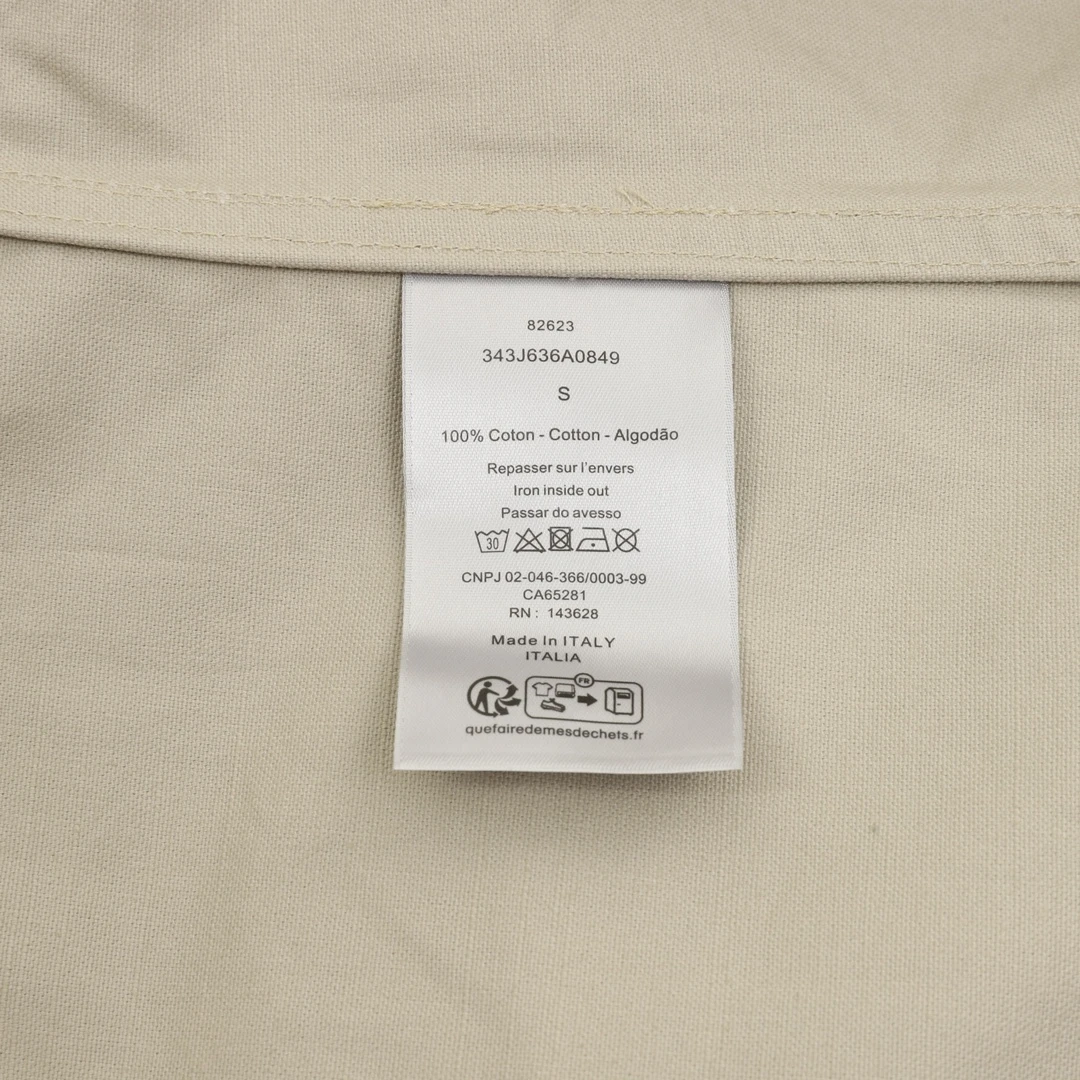 82623
343J636A0849
S
100% Coton - Cotton - Algodão
Repasser sur l'envers
Iron inside out
Passar do avesso
30
CNPJ 02-046-366/0003-99
CA65281
RN : 143628
Made In ITALY
ITALIA
FR
quefairedemesdechets.fr